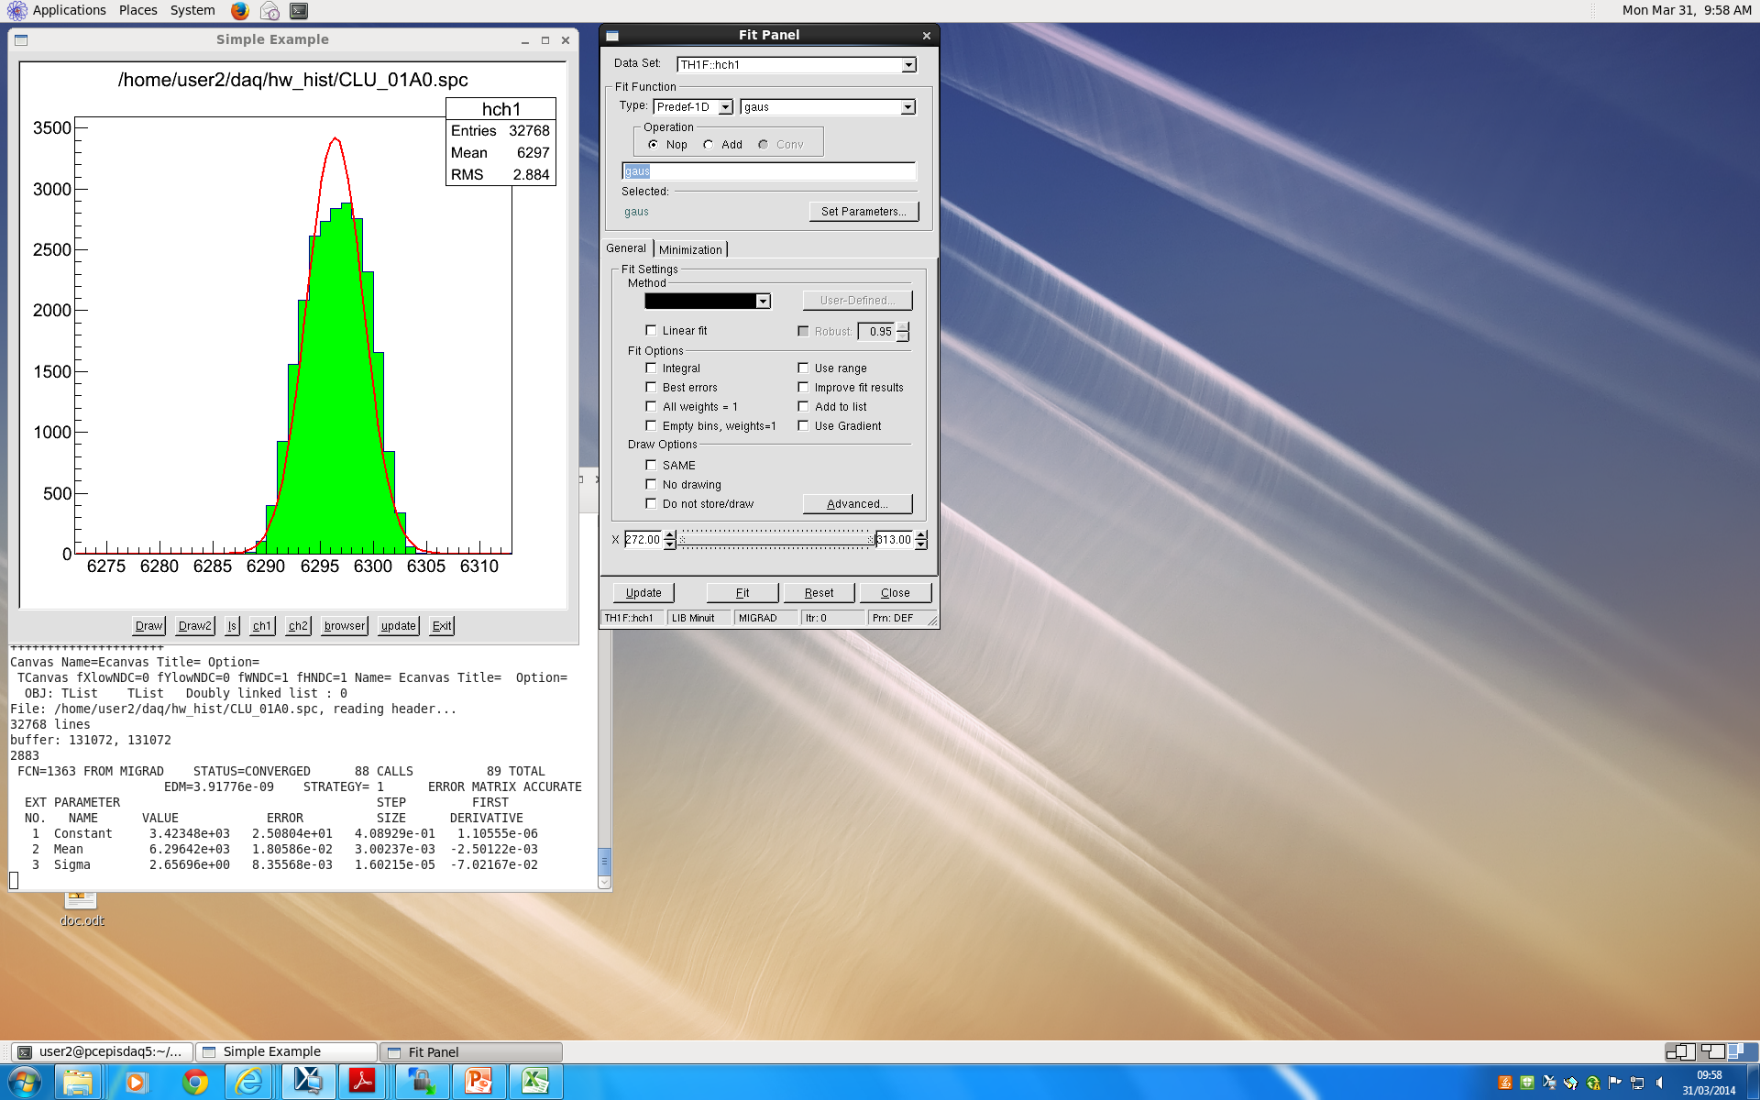 Applications Places System
Mon Mar 31, 9:58 AM
Simple Example
/home/user2/daq/hw_hist/CLU_01A0.spc
hch1
Entries 32768
Mean 6297
RMS 2.884
3500
3000
2500
2000
1500
1000
500
0
6275 6280 6285 6290 6295 6300 6305 6310
Draw Draw2 ls ch1 ch2 browser update Exit
Fit Panel
Data Set: TH1F::hch1
Fit Function
Type: Predef-1D gaus
Operation
Nop Add Conv
gaus
Selected:
gaus Set Parameters...
General Minimization
Fit Settings
Method
User-Defined...
Linear fit Robust: 0.95
Fit Options
Integral Use range
Best errors Improve fit results
All weights = 1 Add to list
Empty bins, weights=1 Use Gradient
Draw Options
SAME
No drawing
Do not store/draw Advanced...
X 272.00 313.00
Update Fit Reset Close
TH1F::hch1 LIB Minuit MIGRAD Itr: 0 Prn: DEF
++++++++++++++++++++++
Canvas Name=Ecanvas Title= Option=
TCanvas fXlowNDC=0 fYlowNDC=0 fWNDC=1 fHNDC=1 Name= Ecanvas Title= Option=
OBJ: TList TList Doubly linked list : 0
File: /home/user2/daq/hw_hist/CLU_01A0.spc, reading header...
32768 lines
buffer: 131072, 131072
2883
FCN=1363 FROM MIGRAD STATUS=CONVERGED 88 CALLS 89 TOTAL
EDM=3.91776e-09 STRATEGY= 1 ERROR MATRIX ACCURATE
EXT PARAMETER STEP FIRST
NO. NAME VALUE ERROR SIZE DERIVATIVE
1 Constant 3.42348e+03 2.50804e+01 4.08929e-01 1.10555e-06
2 Mean 6.29642e+03 1.80586e-02 3.00237e-03 -2.50122e-03
3 Sigma 2.65696e+00 8.35568e-03 1.60215e-05 -7.02167e-02
doc.odt
user2@pcepisdaq5:~/... Simple Example Fit Panel
09:58
31/03/2014